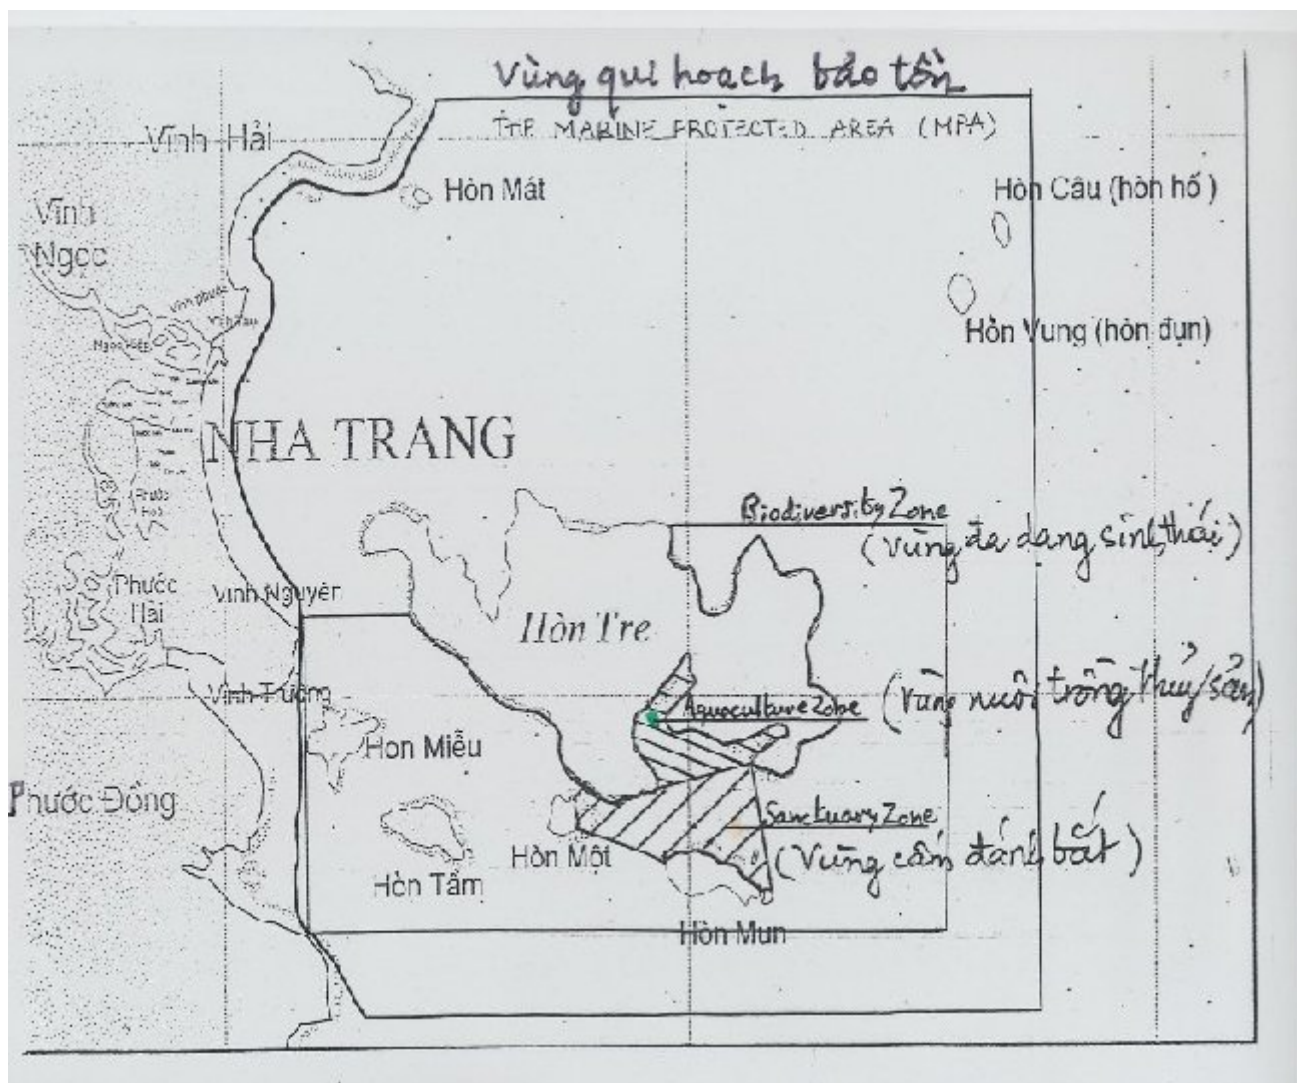 Vùng qui hoạch bảo tồn
THE MARINE PROTECTED AREA (MPA)
Vĩnh Hải
Hòn Mát
Hòn Câu (hòn hố )
Vĩnh
Ngọc
Vĩnh phước
Hòn Vung (hòn đụn)
NHA TRANG
Biodiversity Zone
(Vùng đa dạng sinh thái)
Phước
Hải
Vĩnh Nguyên
Hòn Tre
Vĩnh Trường
Aquaculture Zone
(Vùng nuôi trồng thủy sản)
Hòn Miễu
Phước Đồng
Sanctuary Zone
(Vùng cấm đánh bắt)
Hòn Một
Hòn Tằm
Hòn Mun